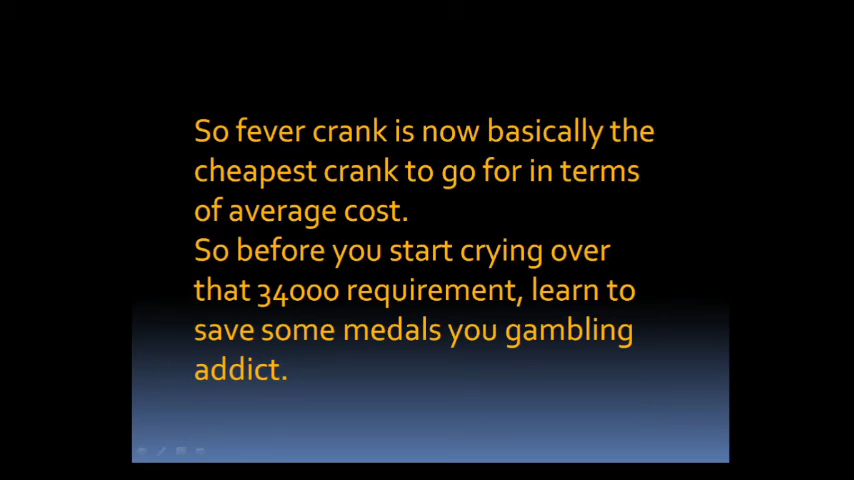 So fever crank is now basically the
cheapest crank to go for in terms
of average cost.
So before you start crying over
that 34000 requirement, learn to
save some medals you gambling
addict.